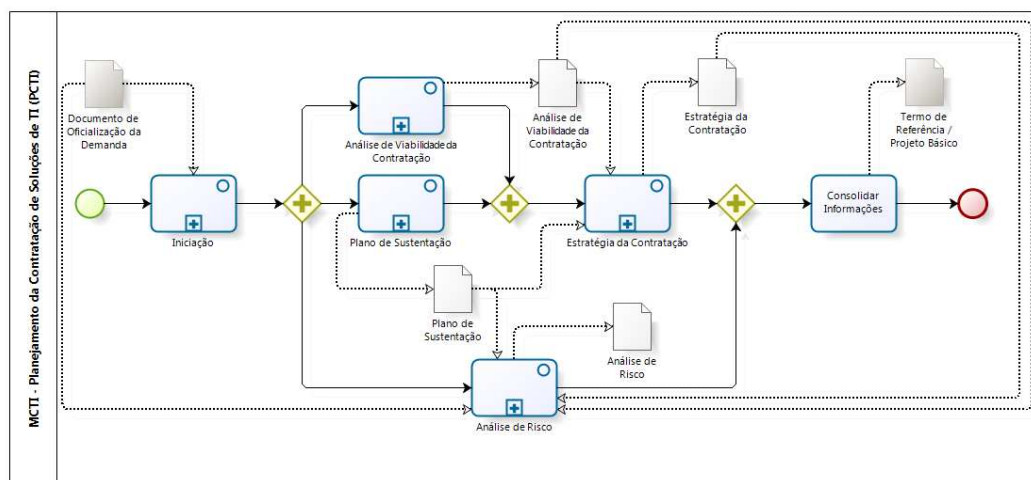 MCTI - Planejamento da Contratação de Soluções de TI (PCTI)
Documento de
Oficialização da
Demanda
Iniciação
Análise de Viabilidade da
Contratação
Plano de Sustentação
Plano de
Sustentação
Análise de
Viabilidade da
Contratação
Estratégia da Contratação
Estratégia da
Contratação
Análise de
Risco
Análise de Risco
Termo de
Referência /
Projeto Básico
Consolidar
Informações